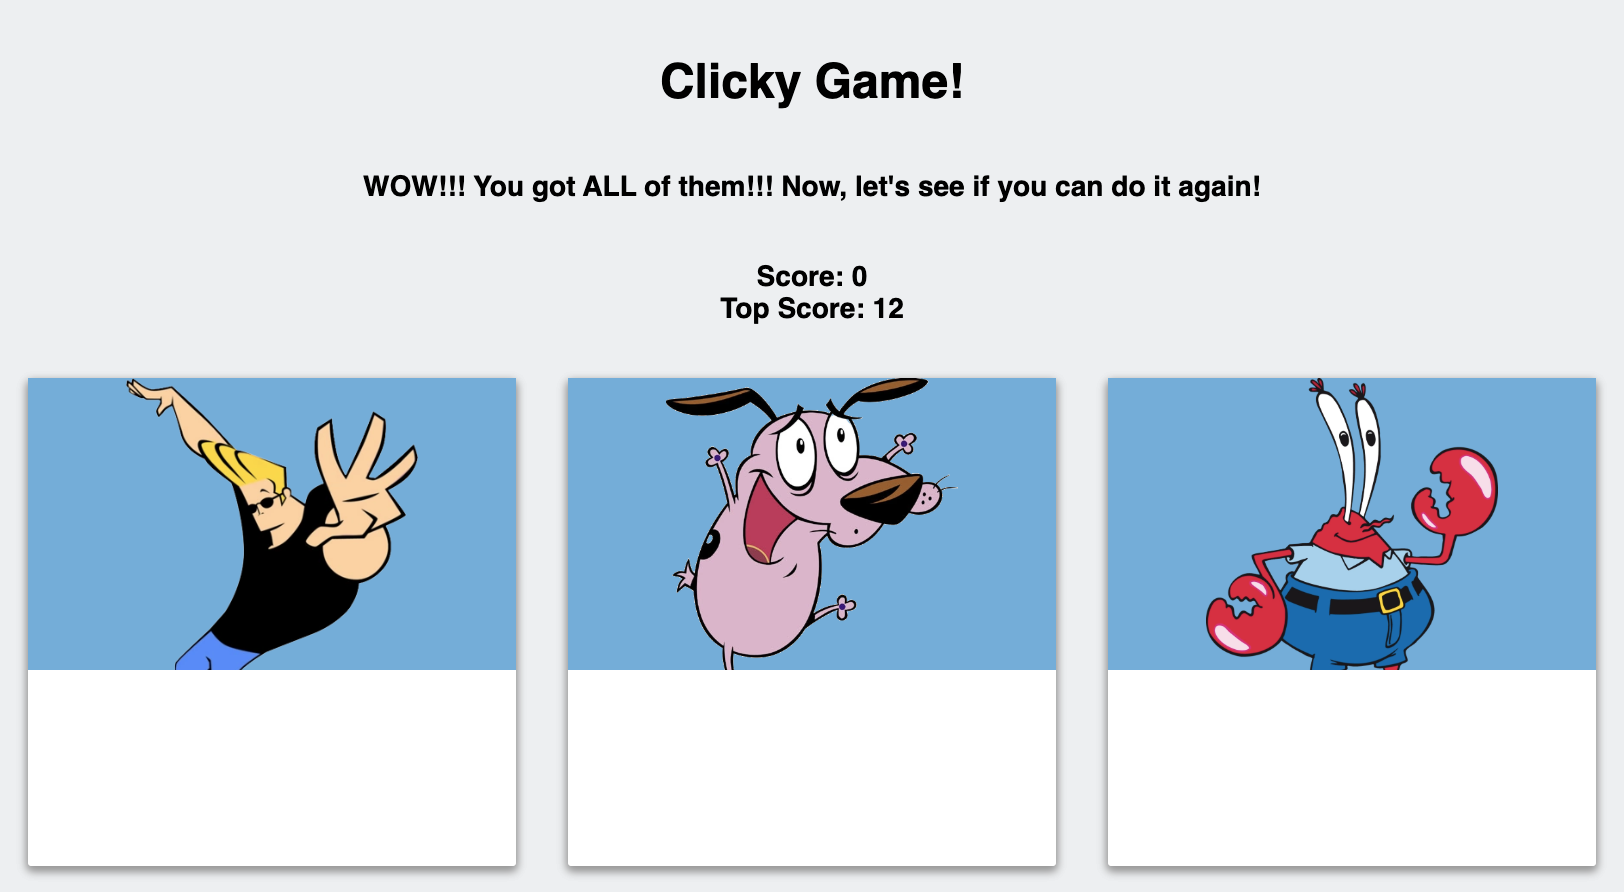 Clicky Game!
WOW!!! You got ALL of them!!! Now, let's see if you can do it again!
Score: 0
Top Score: 12